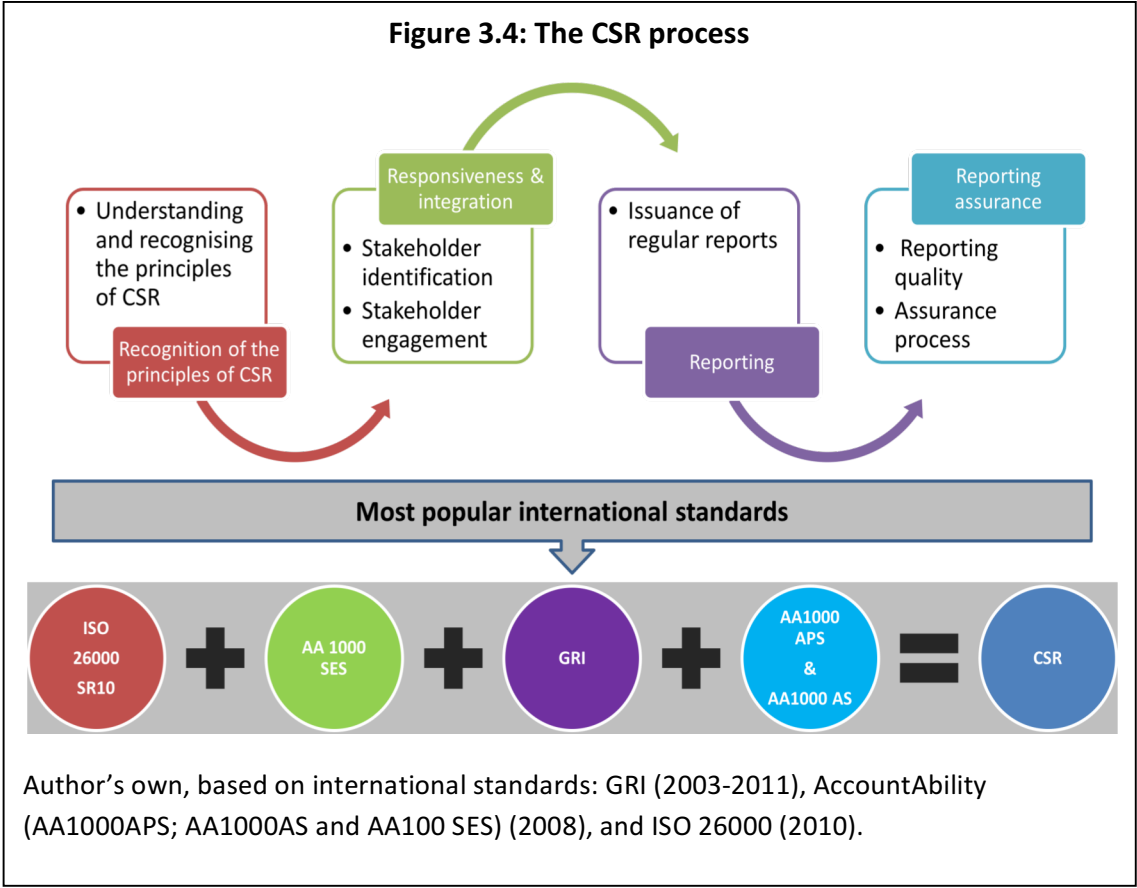 Figure 3.4: The CSR process
• Understanding
and recognising
the principles
of CSR
Recognition of the
principles of CSR
Responsiveness &
integration
• Stakeholder
identification
• Stakeholder
engagement
• Issuance of
regular reports
Reporting
Reporting
assurance
• Reporting
quality
• Assurance
process
Most popular international standards
ISO
26000
SR10
AA 1000
SES
GRI
AA1000
APS
&
AA1000 AS
CSR
Author’s own, based on international standards: GRI (2003-2011), AccountAbility
(AA1000APS; AA1000AS and AA100 SES) (2008), and ISO 26000 (2010).